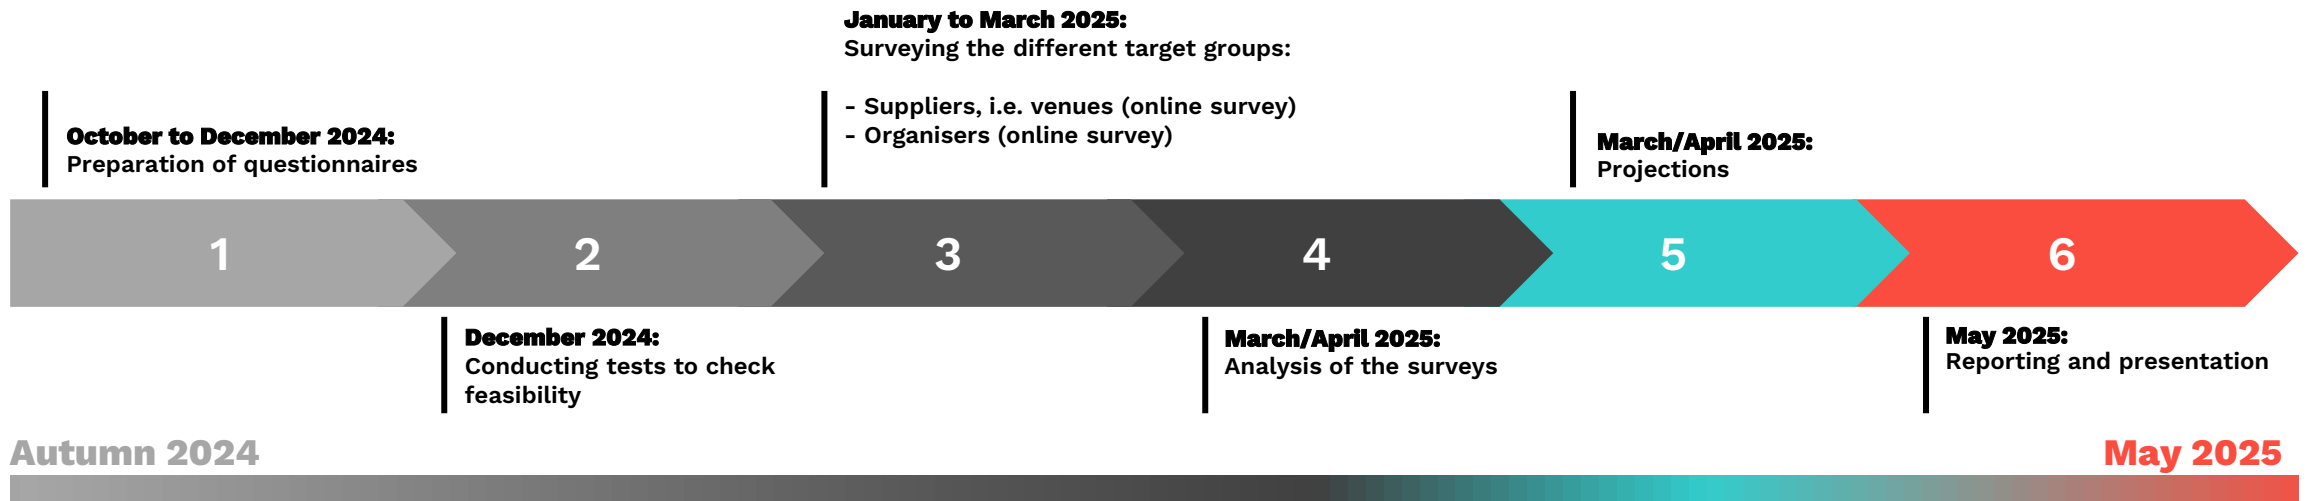 January to March 2025:
Surveying the different target groups:
- Suppliers, i.e. venues (online survey)
- Organisers (online survey)
October to December 2024:
Preparation of questionnaires
March/April 2025:
Projections
1
2
3
4
5
6
December 2024:
Conducting tests to check
feasibility
March/April 2025:
Analysis of the surveys
May 2025:
Reporting and presentation
Autumn 2024
May 2025